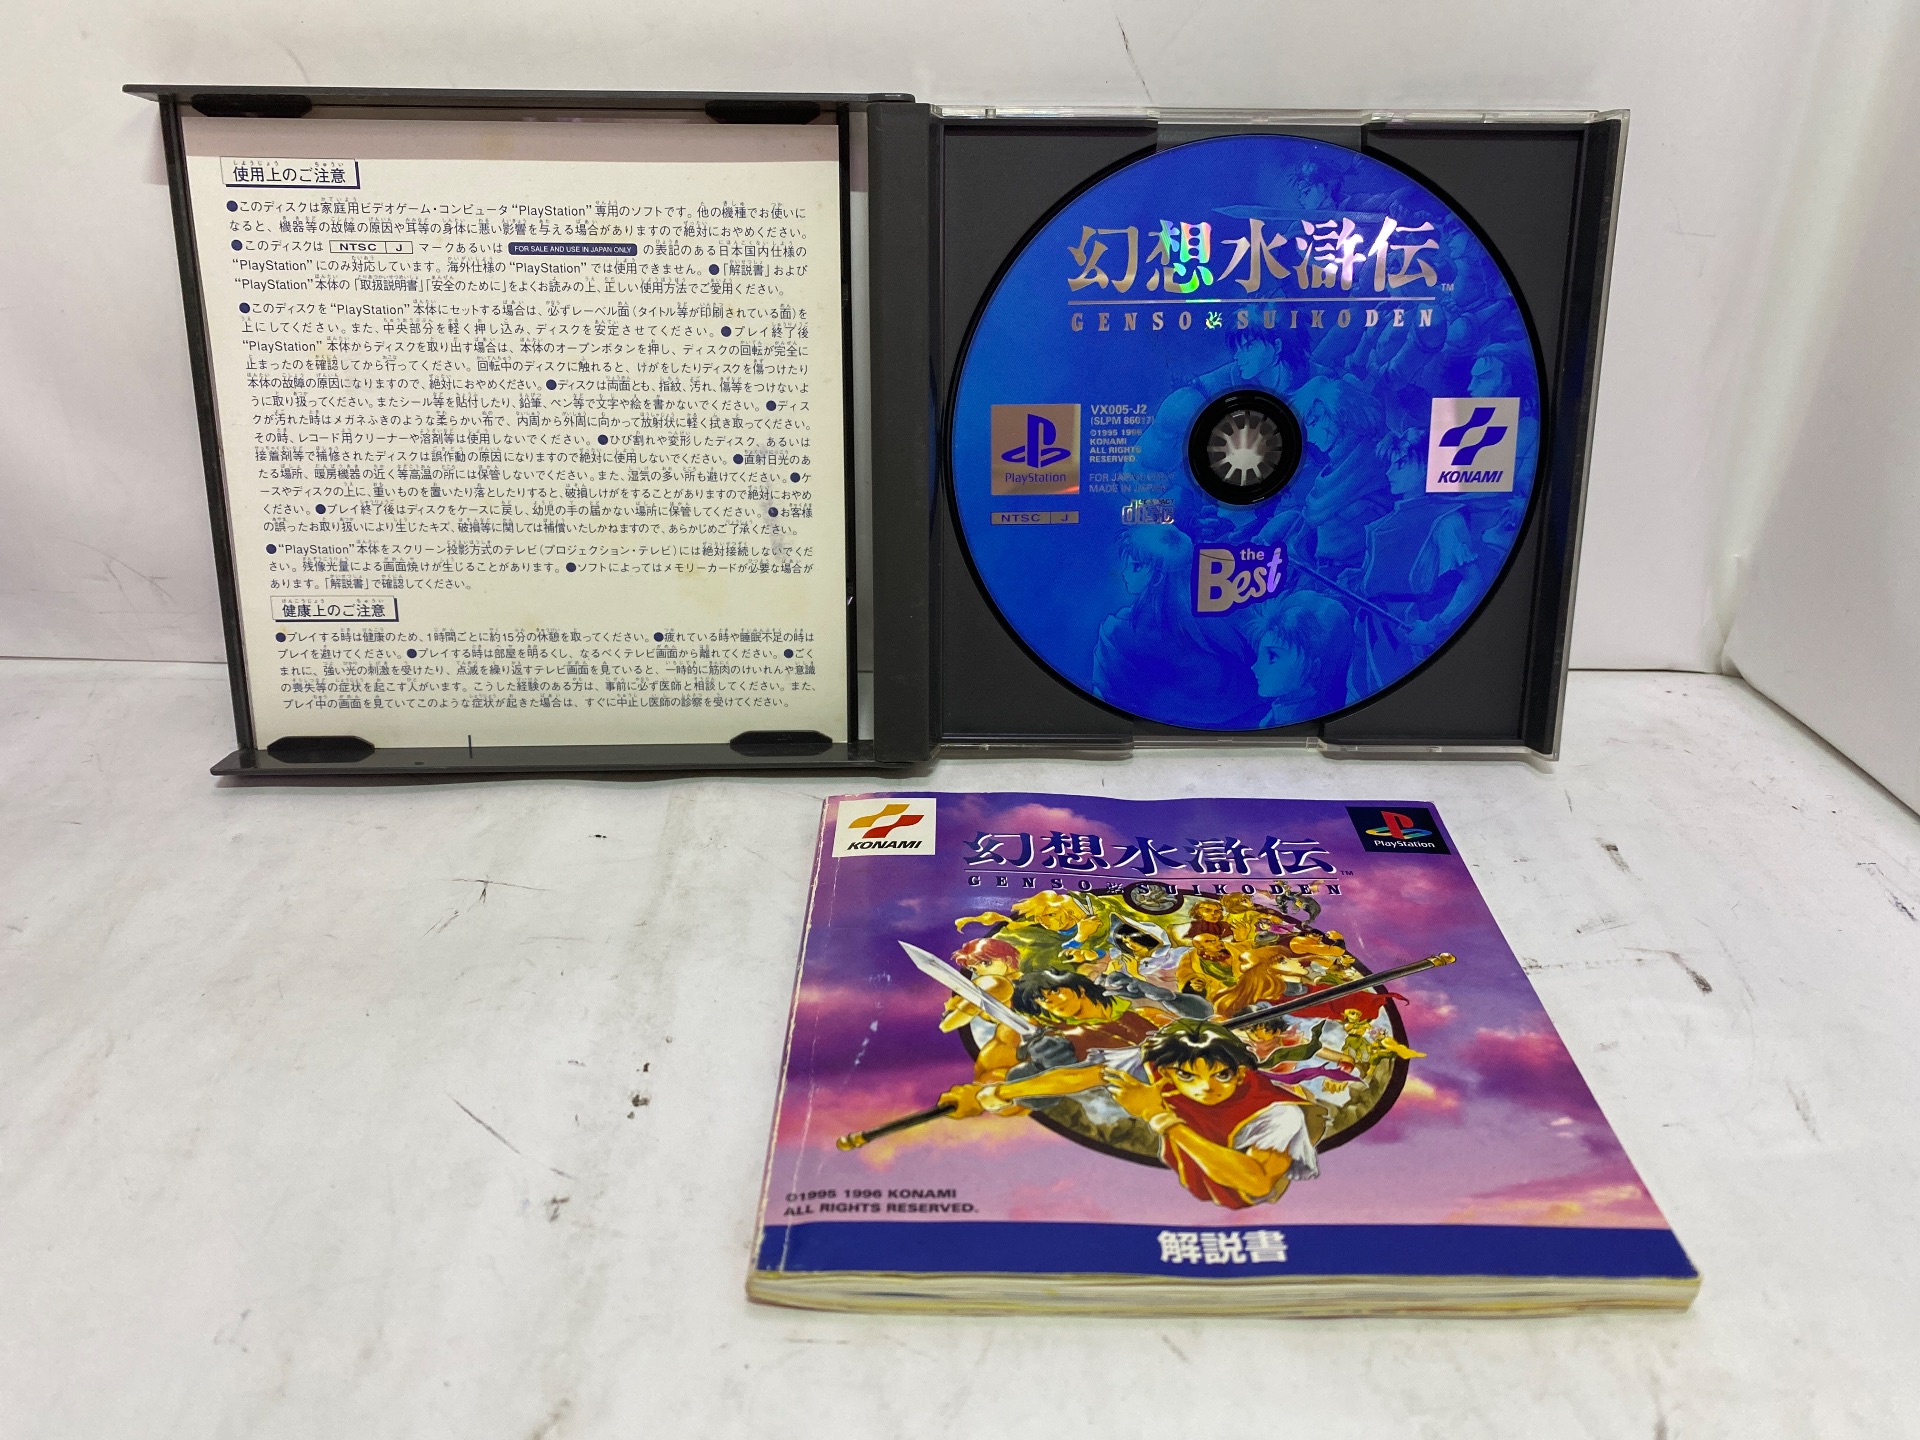 使用上のご注意
●このディスクは家庭用ビデオゲーム・コンピュータ“PlayStation”専用のソフトです。他の機種でお使いに
なると、機器等の故障の原因や耳等の身体に悪い影響を与える場合がありますので絶対におやめください。
●このディスクは NTSC J マークあるいは FOR SALE AND USE IN JAPAN ONLY の表記のある日本国内仕様の
“PlayStation”にのみ対応しています。海外仕様の“PlayStation”では使用できません。●「解説書」および
“PlayStation”本体の「取扱説明書」「安全のために」をよくお読みの上、正しい使用方法でご愛用ください。
●このディスクを“PlayStation”本体にセットする場合は、必ずレーベル面(タイトル等が印刷されている面)を
上にしてください。また、中央部分を軽く押し込み、ディスクを安定させてください。●プレイ終了後
“PlayStation”本体からディスクを取り出す場合は、本体のオープンボタンを押し、ディスクの回転が完全に
止まったのを確認してから行ってください。回転中のディスクに触れると、けがをしたりディスクを傷つけたり
本体の故障の原因になりますので、絶対におやめください。●ディスクは両面とも、指紋、汚れ、傷等をつけないよ
うに取り扱ってください。またシール等を貼付したり、鉛筆、ペン等で文字や絵を書かないでください。●ディス
クが汚れた時はメガネふきのような柔らかい布で、内周から外周に向かって放射状に軽く拭き取ってください。
その時、レコード用クリーナーや溶剤等は使用しないでください。●ひび割れや変形したディスク、あるいは
接着剤等で補修されたディスクは誤作動の原因になりますので絶対に使用しないでください。●直射日光のあ
たる場所、暖房機器の近く等高温の所には保管しないでください。また、湿気の多い所も避けてください。●ケ
ースやディスクの上に、重いものを置いたり落としたりすると、破損しけがをすることがありますので絶対におやめ
ください。●プレイ終了後はディスクをケースに戻し、幼児の手の届かない場所に保管してください。●お客様
の誤ったお取り扱いにより生じたキズ、破損等に関しては補償いたしかねますので、あらかじめご了承ください。
●“PlayStation”本体をスクリーン投影方式のテレビ(プロジェクション・テレビ)には絶対接続しないでくだ
さい。残像光量による画面焼けが生じることがあります。●ソフトによってはメモリーカードが必要な場合が
あります。「解説書」で確認してください。
健康上のご注意
●プレイする時は健康のため、1時間ごとに約15分の休憩を取ってください。●疲れている時や睡眠不足の時は
プレイを避けてください。●プレイする時は部屋を明るくし、なるべくテレビ画面から離れてください。●ごく
まれに、強い光の刺激を受けたり、点滅を繰り返すテレビ画面を見ていると、一時的に筋肉のけいれんや意識
の喪失等の症状を起こす人がいます。こうした経験のある方は、事前に必ず医師と相談してください。また、
プレイ中の画面を見ていてこのような症状が起きた場合は、すぐに中止し医師の診察を受けてください。
幻想水滸伝 TM
GENSO SUIKODEN
PlayStation
NTSC J
VX005-J2
(SLPM 86017)
©1995 1996
KONAMI
ALL RIGHTS
RESERVED.
FOR JAPAN
MADE IN JAPAN
disc
KONAMI
the
Best
KONAMI
幻想水滸伝 TM
GENSO SUIKODEN
PlayStation
©1995 1996 KONAMI
ALL RIGHTS RESERVED.
解説書